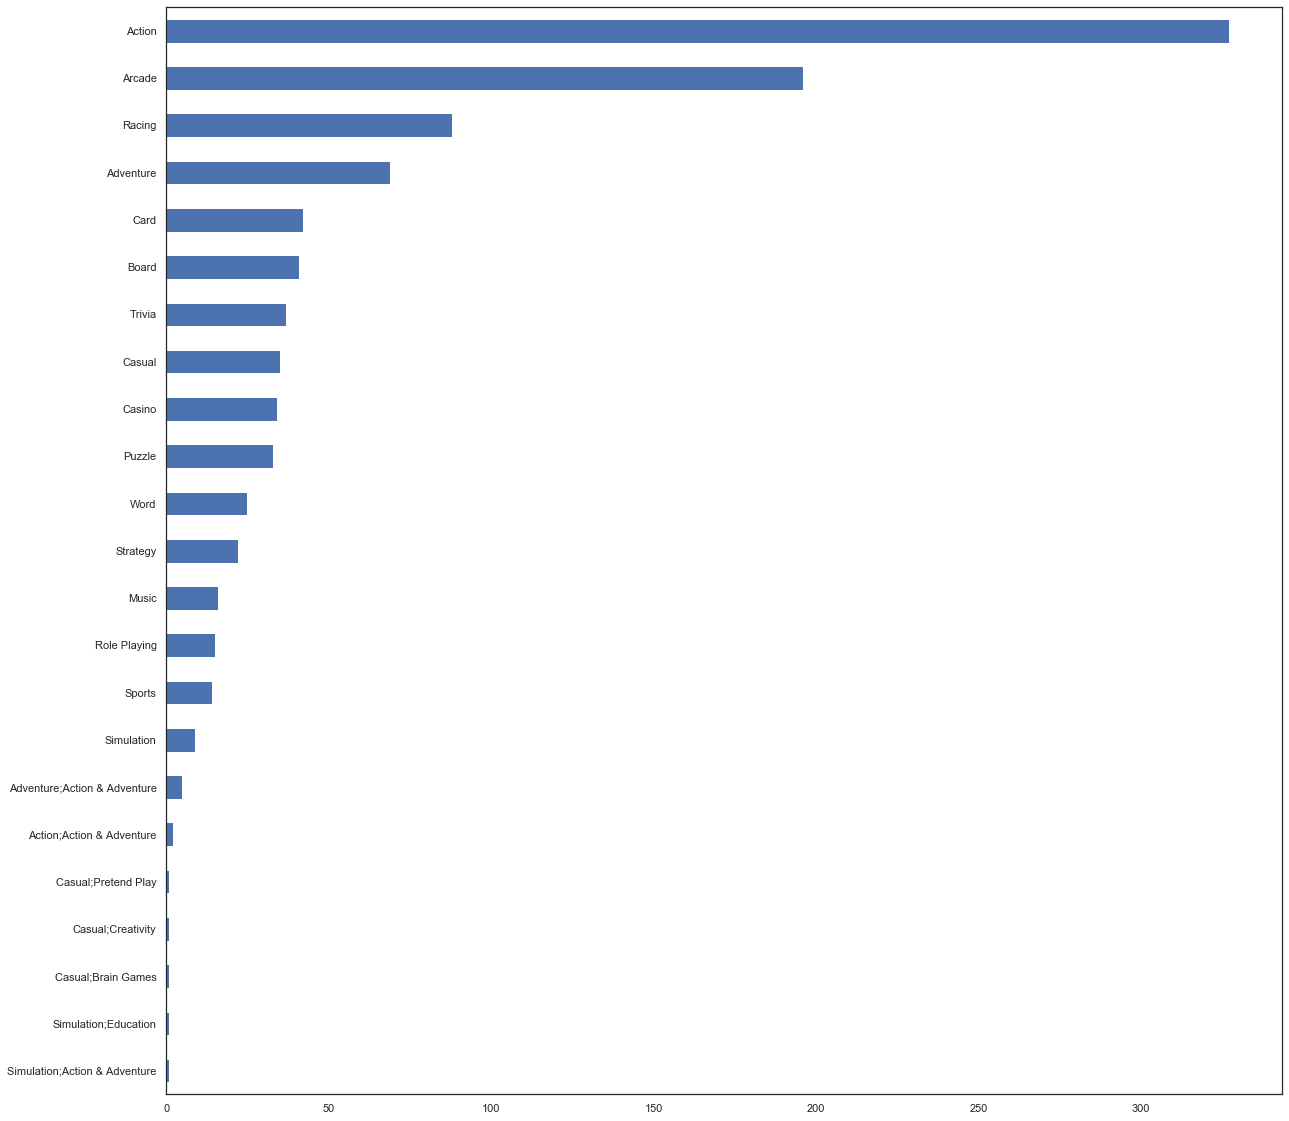 Action
Arcade
Racing
Adventure
Card
Board
Trivia
Casual
Casino
Puzzle
Word
Strategy
Music
Role Playing
Sports
Simulation
Adventure;Action & Adventure
Action;Action & Adventure
Casual;Pretend Play
Casual;Creativity
Casual;Brain Games
Simulation;Education
Simulation;Action & Adventure
0 50 100 150 200 250 300